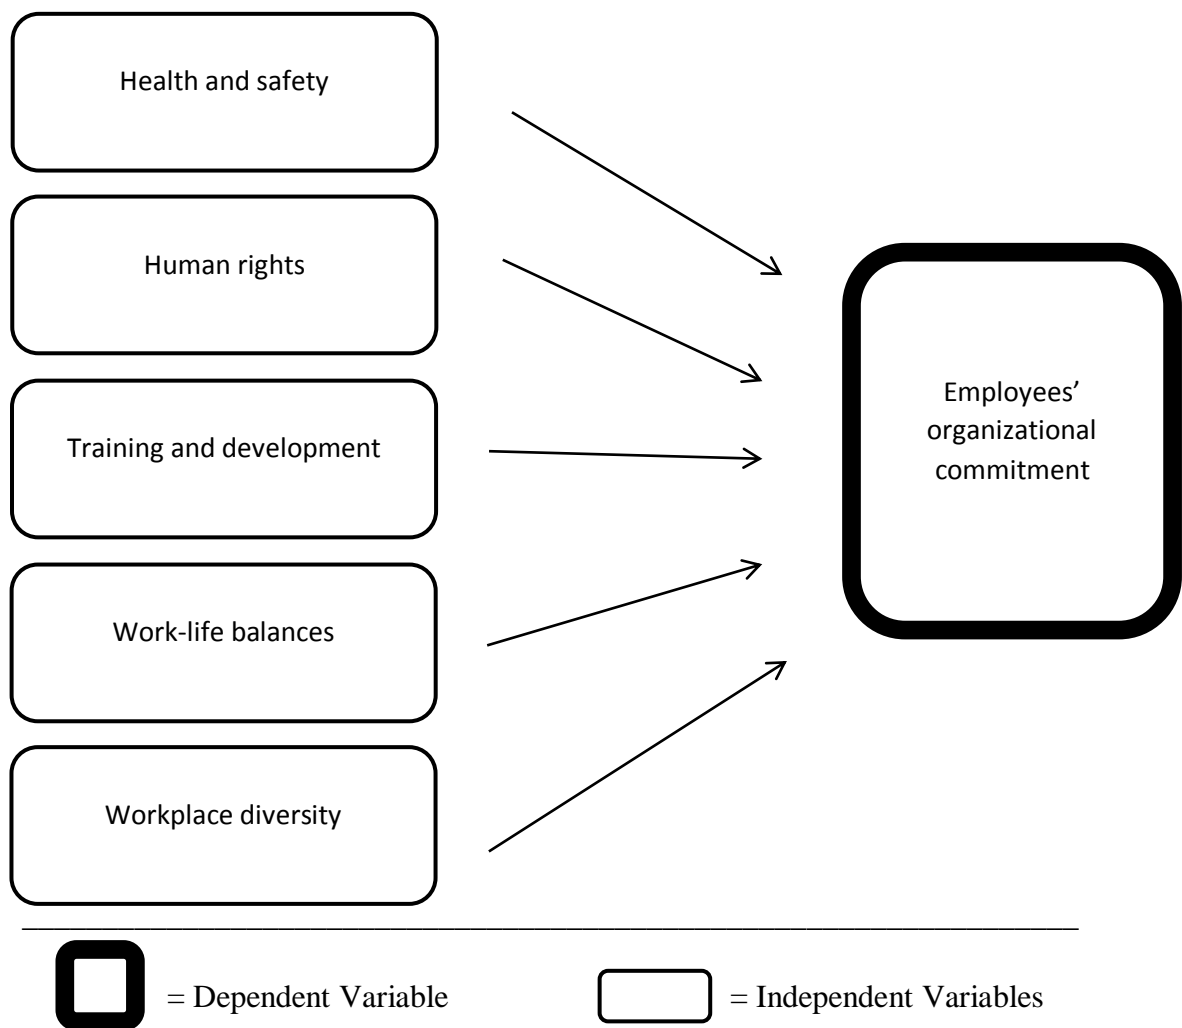 Health and safety
Human rights
Training and development
Work-life balances
Workplace diversity
Employees’
organizational
commitment
= Dependent Variable
= Independent Variables